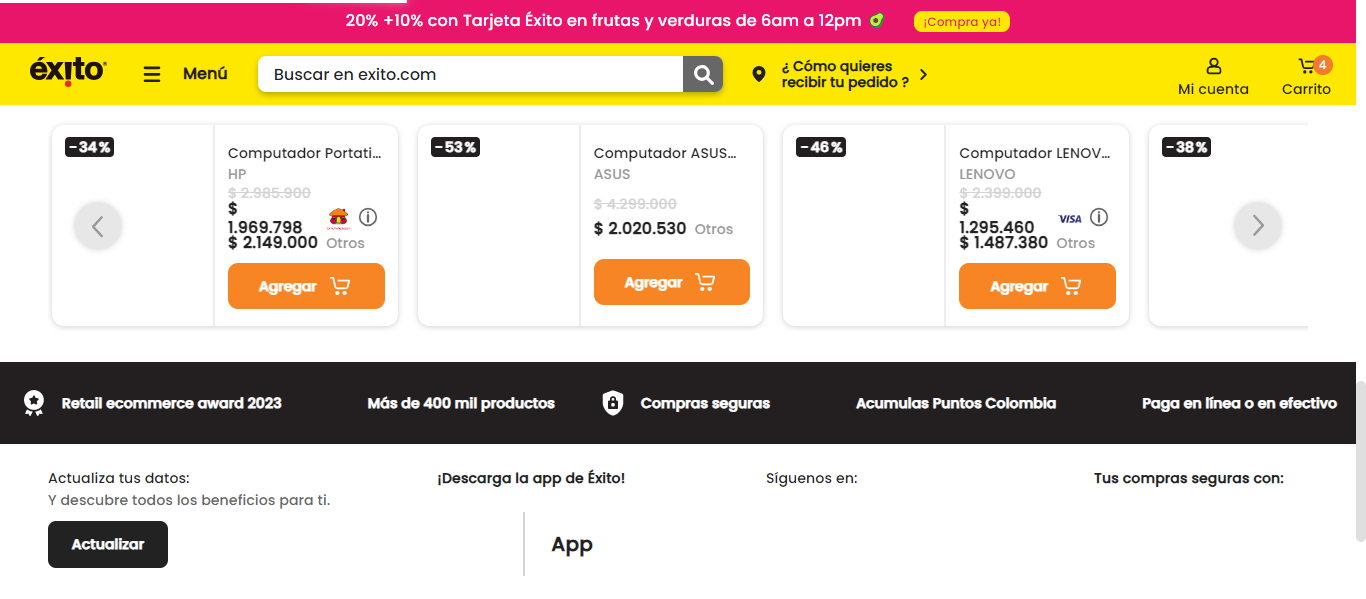 20% +10% con Tarjeta Éxito en frutas y verduras de 6am a 12pm ¡Compra ya!
éxito
Menú
Buscar en exito.com
¿ Cómo quieres
recibir tu pedido ?
Mi cuenta
4
Carrito
-34%
Computador Portati...
HP
$ 2.985.900
$
1.969.798
$ 2.149.000 Otros
Agregar
-53%
Computador ASUS...
ASUS
$ 4.299.000
$ 2.020.530 Otros
Agregar
-46%
Computador LENOV...
LENOVO
$ 2.399.000
$
1.295.460 VISA
$ 1.487.380 Otros
Agregar
-38%
Retail ecommerce award 2023
Más de 400 mil productos
Compras seguras
Acumulas Puntos Colombia
Paga en línea o en efectivo
Actualiza tus datos:
Y descubre todos los beneficios para ti.
Actualizar
¡Descarga la app de Éxito!
App
Síguenos en:
Tus compras seguras con: